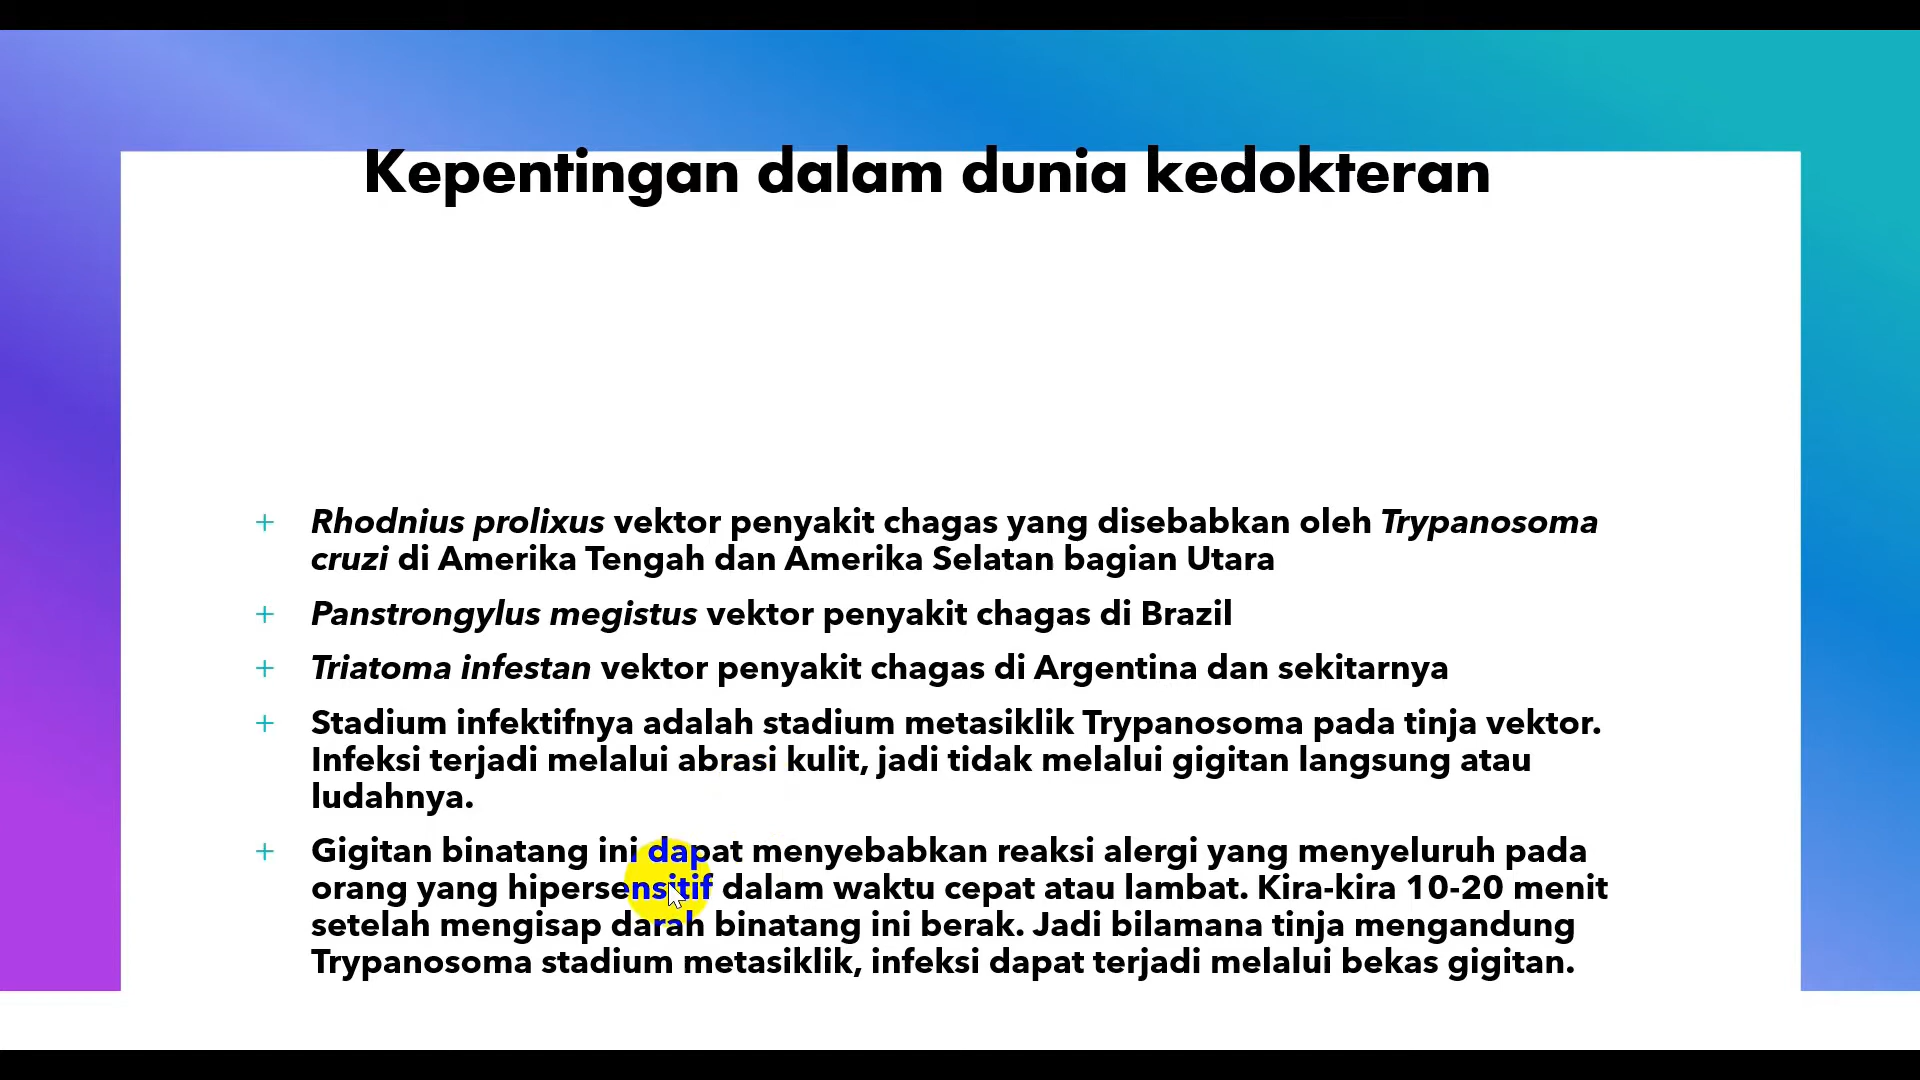 Kepentingan dalam dunia kedokteran
+ Rhodnius prolixus vektor penyakit chagas yang disebabkan oleh Trypanosoma
cruzi di Amerika Tengah dan Amerika Selatan bagian Utara
+ Panstrongylus megistus vektor penyakit chagas di Brazil
+ Triatoma infestan vektor penyakit chagas di Argentina dan sekitarnya
+ Stadium infektifnya adalah stadium metasiklik Trypanosoma pada tinja vektor.
Infeksi terjadi melalui abrasi kulit, jadi tidak melalui gigitan langsung atau
ludahnya.
+ Gigitan binatang ini dapat menyebabkan reaksi alergi yang menyeluruh pada
orang yang hipersensitif dalam waktu cepat atau lambat. Kira-kira 10-20 menit
setelah mengisap darah binatang ini berak. Jadi bilamana tinja mengandung
Trypanosoma stadium metasiklik, infeksi dapat terjadi melalui bekas gigitan.